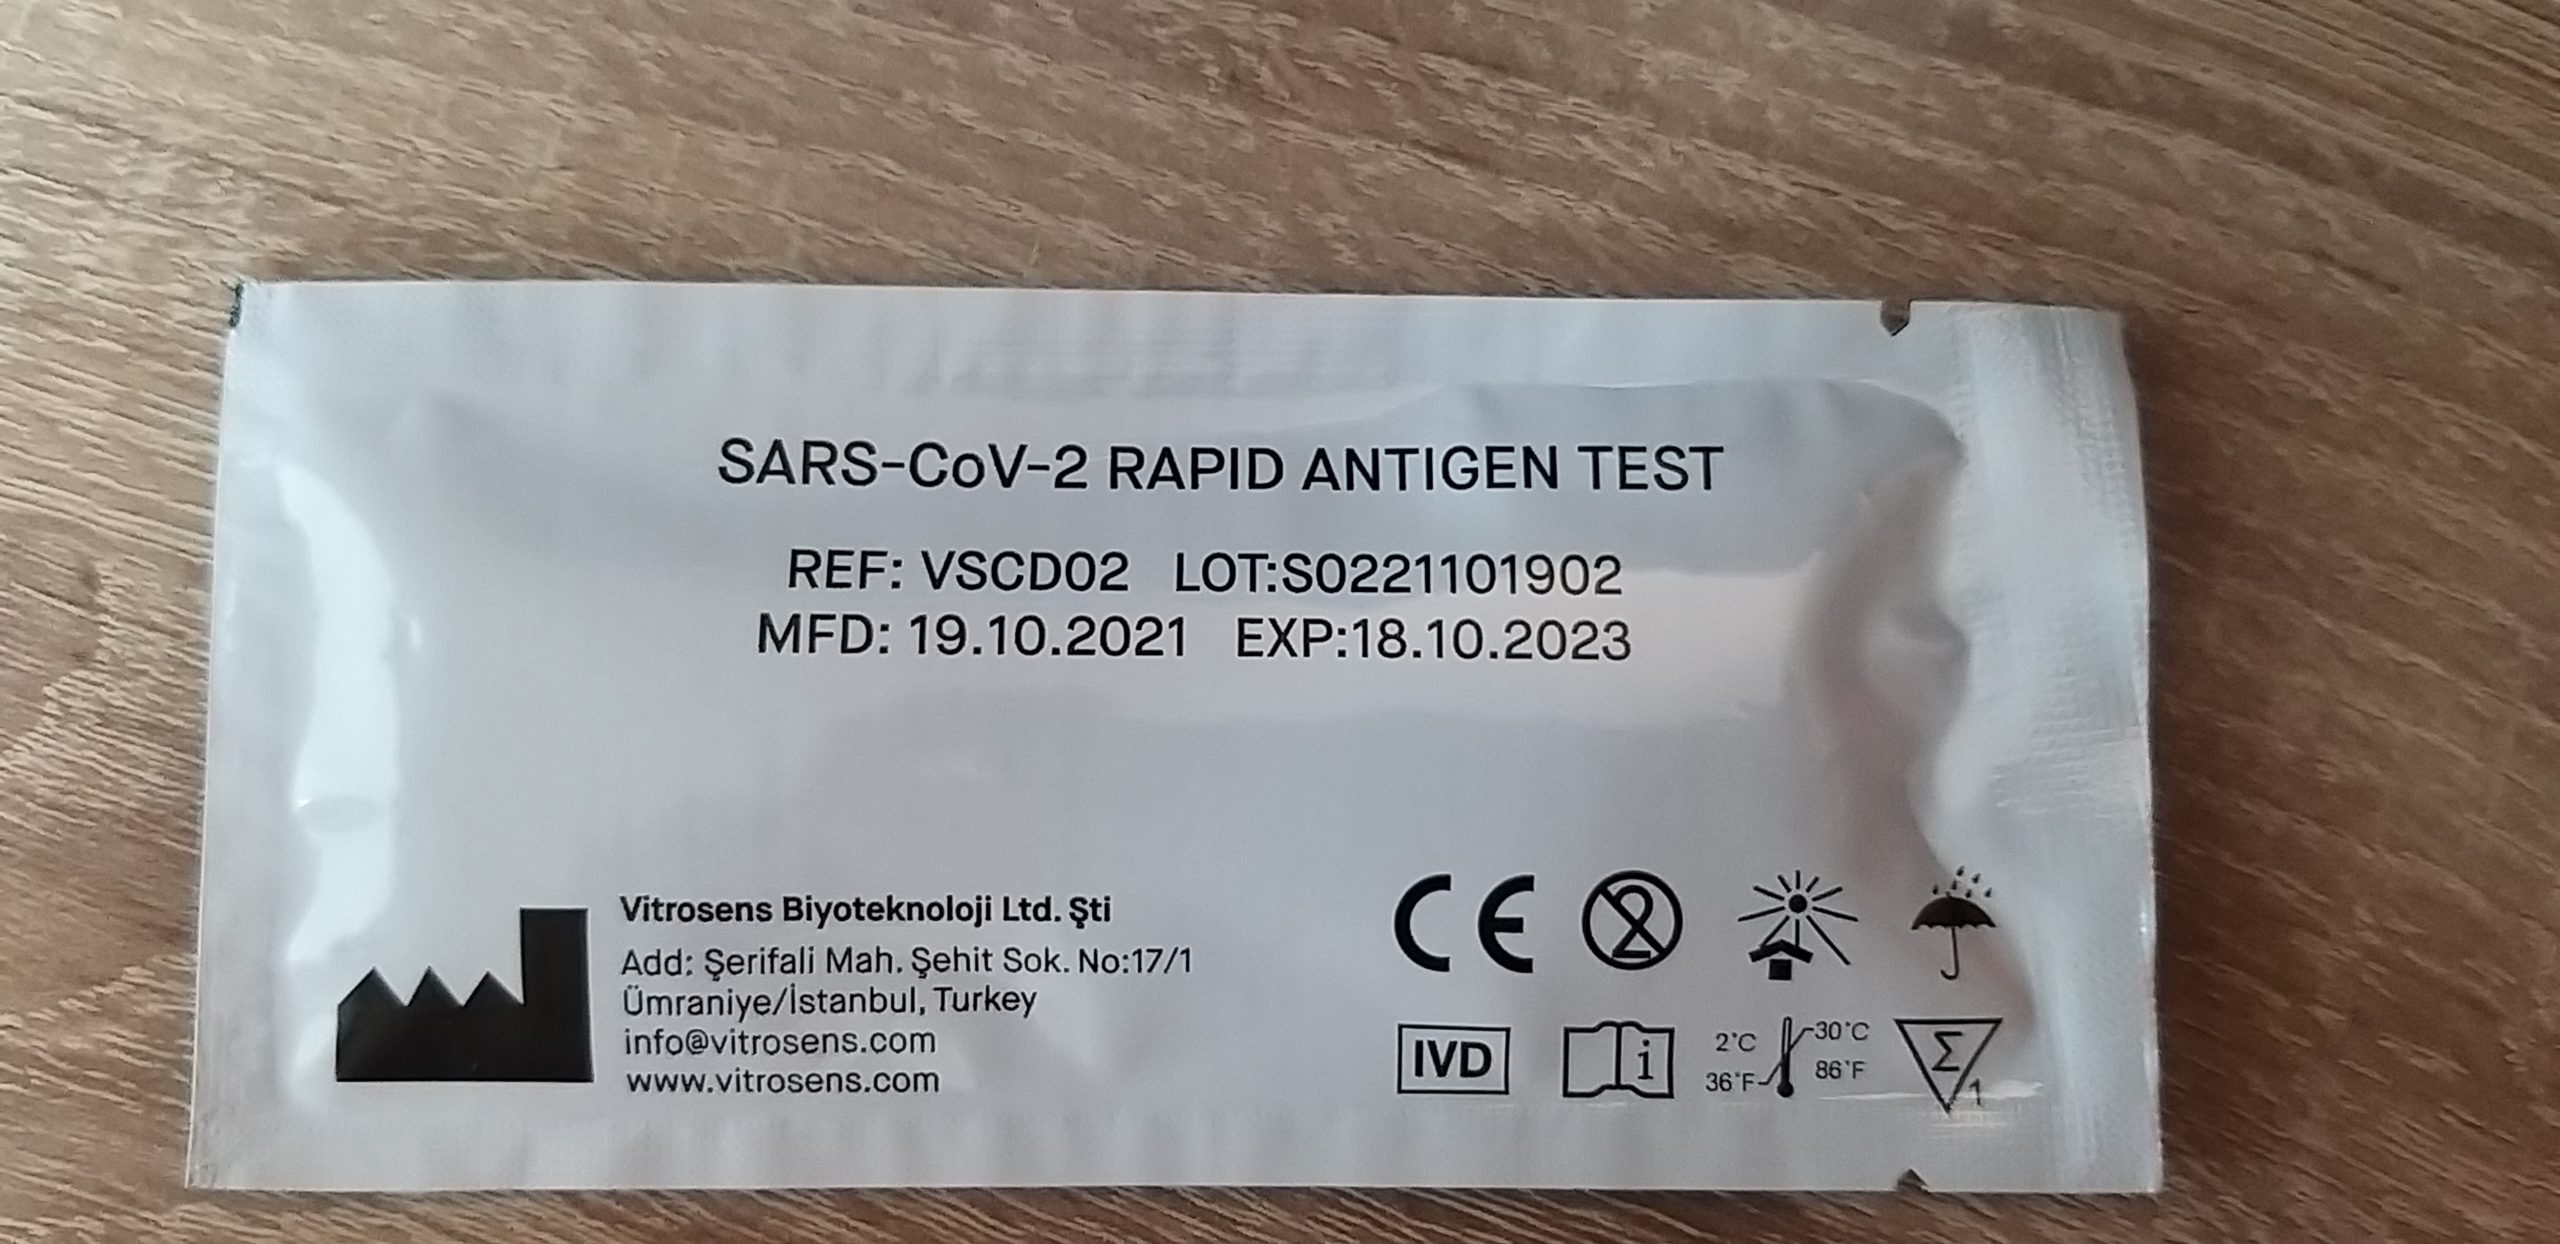 SARS-CoV-2 RAPID ANTIGEN TEST
REF: VSCD02 LOT:S0221101902
MFD: 19.10.2021 EXP:18.10.2023
Vitrosens Biyoteknoloji Ltd. Şti
Add: Şerifali Mah. Şehit Sok. No:17/1
Ümraniye/İstanbul, Turkey
info@vitrosens.com
www.vitrosens.com
CE 2
IVD i 2°C 36°F 30°C 86°F Σ 1